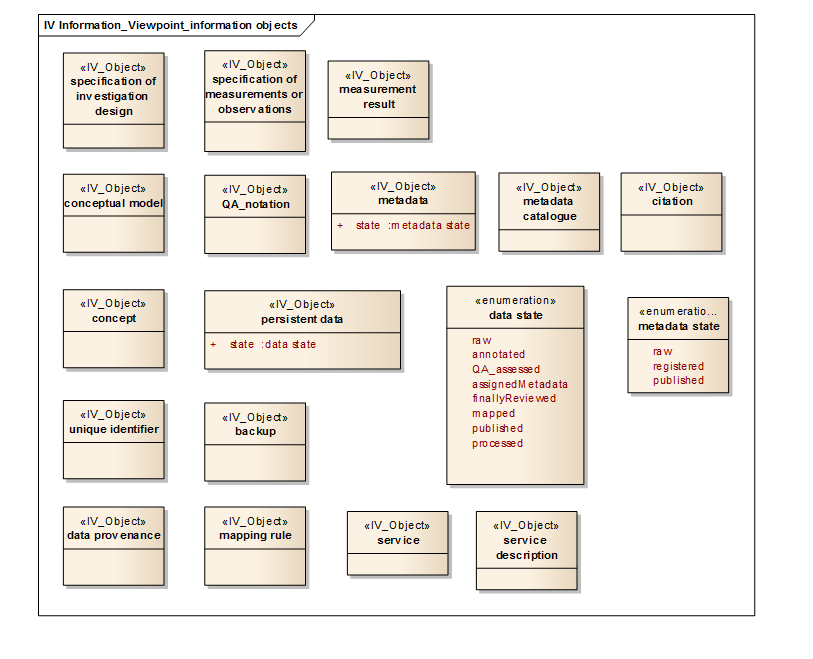 IV Information_Viewpoint_information objects
«IV_Object»
specification of
investigation
design
«IV_Object»
specification of
measurements or
observations
«IV_Object»
measurement
result
«IV_Object»
conceptual model
«IV_Object»
QA_notation
«IV_Object»
metadata
+ state :metadata state
«IV_Object»
metadata
catalogue
«IV_Object»
citation
«IV_Object»
concept
«IV_Object»
persistent data
+ state :data state
«enumeration»
data state
raw
annotated
QA_assessed
assignedMetadata
finallyReviewed
mapped
published
processed
«enumeratio...
metadata state
raw
registered
published
«IV_Object»
unique identifier
«IV_Object»
backup
«IV_Object»
data provenance
«IV_Object»
mapping rule
«IV_Object»
service
«IV_Object»
service
description